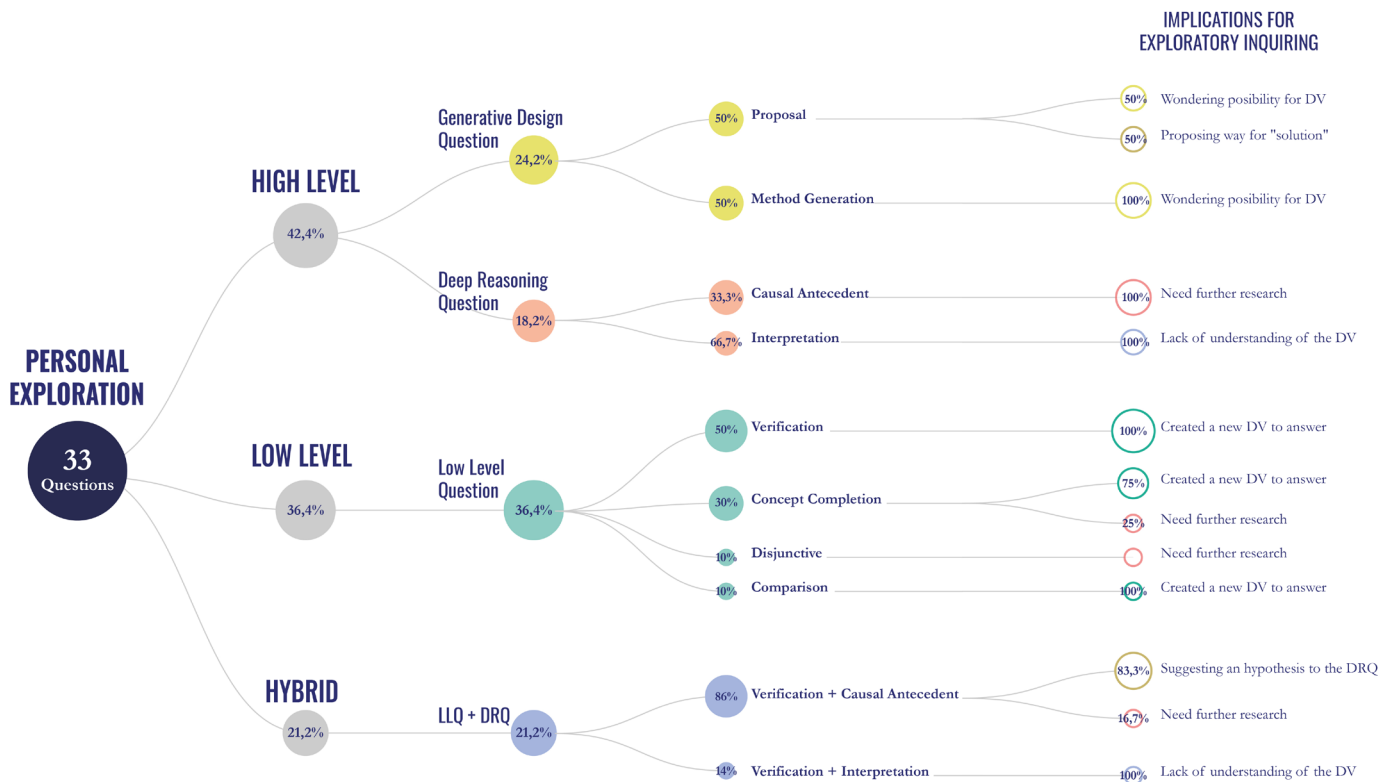 IMPLICATIONS FOR
EXPLORATORY INQUIRING
PERSONAL
EXPLORATION
33
Questions
HIGH LEVEL
42,4%
Generative Design
Question
24,2%
50%
Proposal
50%
Wondering posibility for DV
50%
Proposing way for "solution"
50%
Method Generation
100%
Wondering posibility for DV
Deep Reasoning
Question
18,2%
33,3%
Causal Antecedent
100%
Need further research
66,7%
Interpretation
100%
Lack of understanding of the DV
LOW LEVEL
36,4%
Low Level
Question
36,4%
50%
Verification
100%
Created a new DV to answer
30%
Concept Completion
75%
Created a new DV to answer
25%
Need further research
10%
Disjunctive
Need further research
10%
Comparison
100%
Created a new DV to answer
HYBRID
21,2%
LLQ + DRQ
21,2%
86%
Verification + Causal Antecedent
83,3%
Suggesting an hypothesis to the DRQ
16,7%
Need further research
14%
Verification + Interpretation
100%
Lack of understanding of the DV